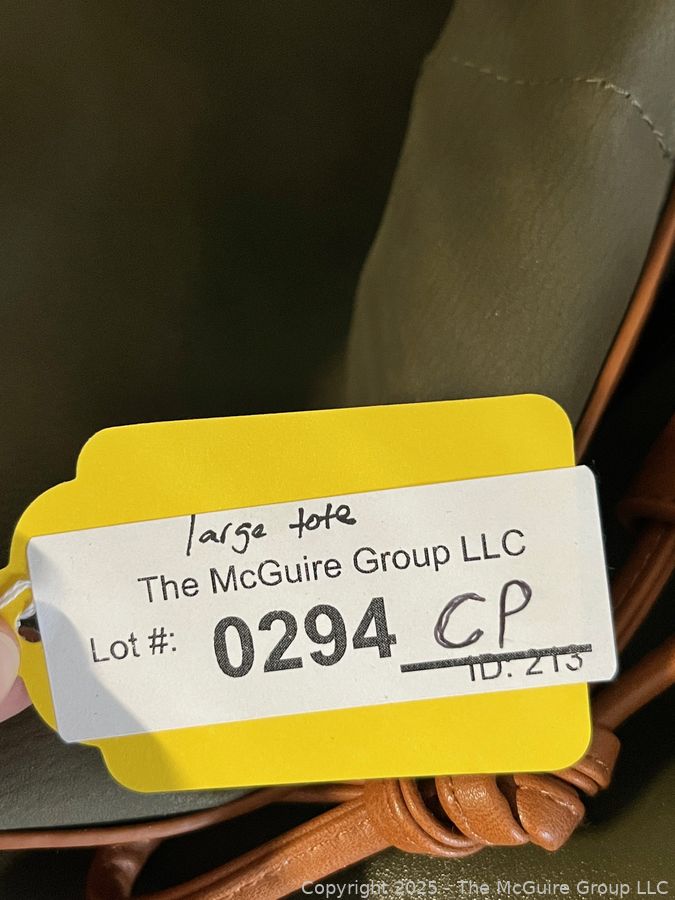 large tote
The McGuire Group LLC
Lot #: 0294 CP
ID: 213
Copyright 2025 - The McGuire Group LLC